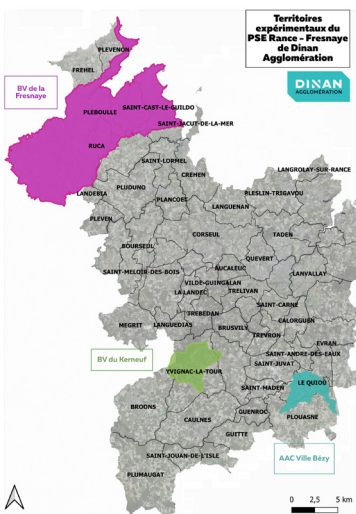 Territoires
expérimentaux du
PSE Rance – Fresnaye
de Dinan
Agglomération
DINAN
AGGLOMÉRATION
BV de la
Fresnaye
PLEVENON
FREHEL
PLEBOULLE
SAINT-CAST-LE-GUILDO
SAINT-JACUT-DE-LA-MER
RUCA
SAINT-LORMEL
CREHEN
LANGROLAY-SUR-RANCE
LANDEBIA
PLUDUNO
PLESLIN-TRIGAVOU
PLANCOET
LANGUENAN
PLEVEN
CORSEUL
TADEN
BOURSEUL
QUEVERT
AUCALEUC
LANVALLAY
SAINT-MELOIR-DES-BOIS
VILDE-GUINGALAN
LA LANDEC
TRELIVAN
SAINT-CARNE
TREBEDAN
CALORGUEN
MEGRIT
LANGUEDIAS
BRUSVILY
TREVRON
EVRAN
BV du Kerneuf
SAINT-ANDRE-DES-EAUX
SAINT-JUVAT
YVIGNAC-LA-TOUR
LE QUIOU
SAINT-MADEN
BROONS
GUENROC
PLOUASNE
CAULNES
GUITTE
AAC Ville Bézy
SAINT-JOUAN-DE-L'ISLE
PLUMAUGAT
0 2,5 5 km